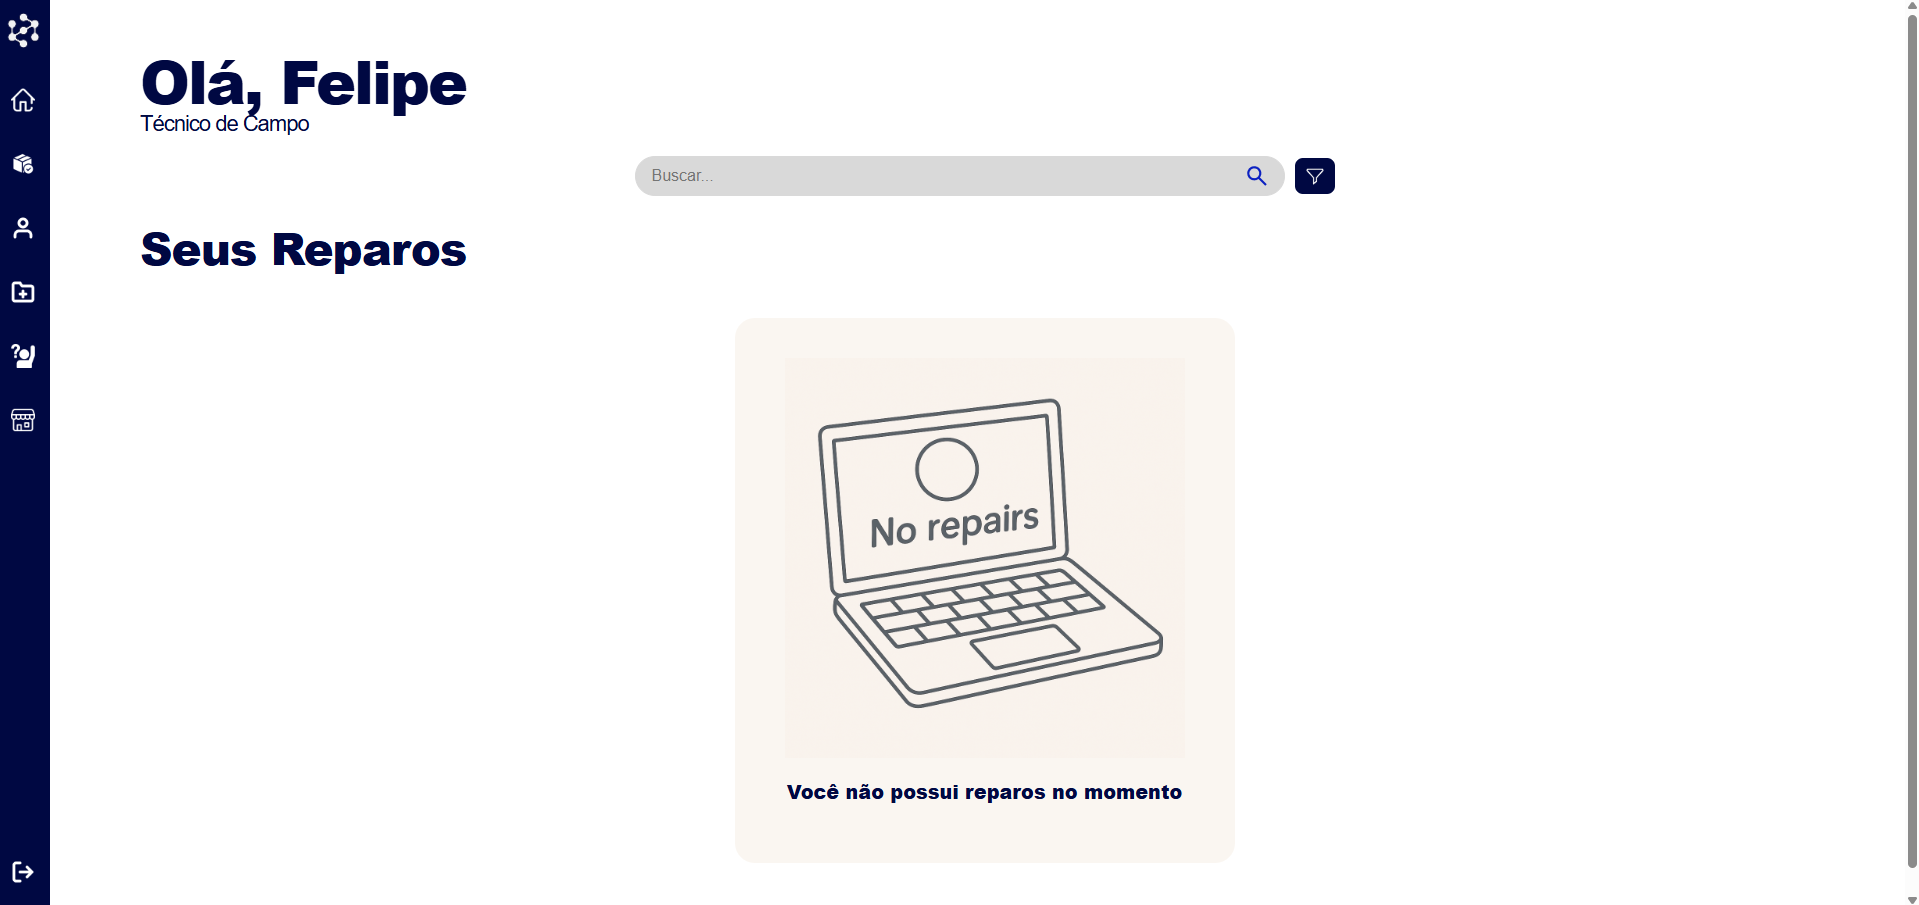 Olá, Felipe
Técnico de Campo
Buscar...
Seus Reparos
No repairs
Você não possui reparos no momento